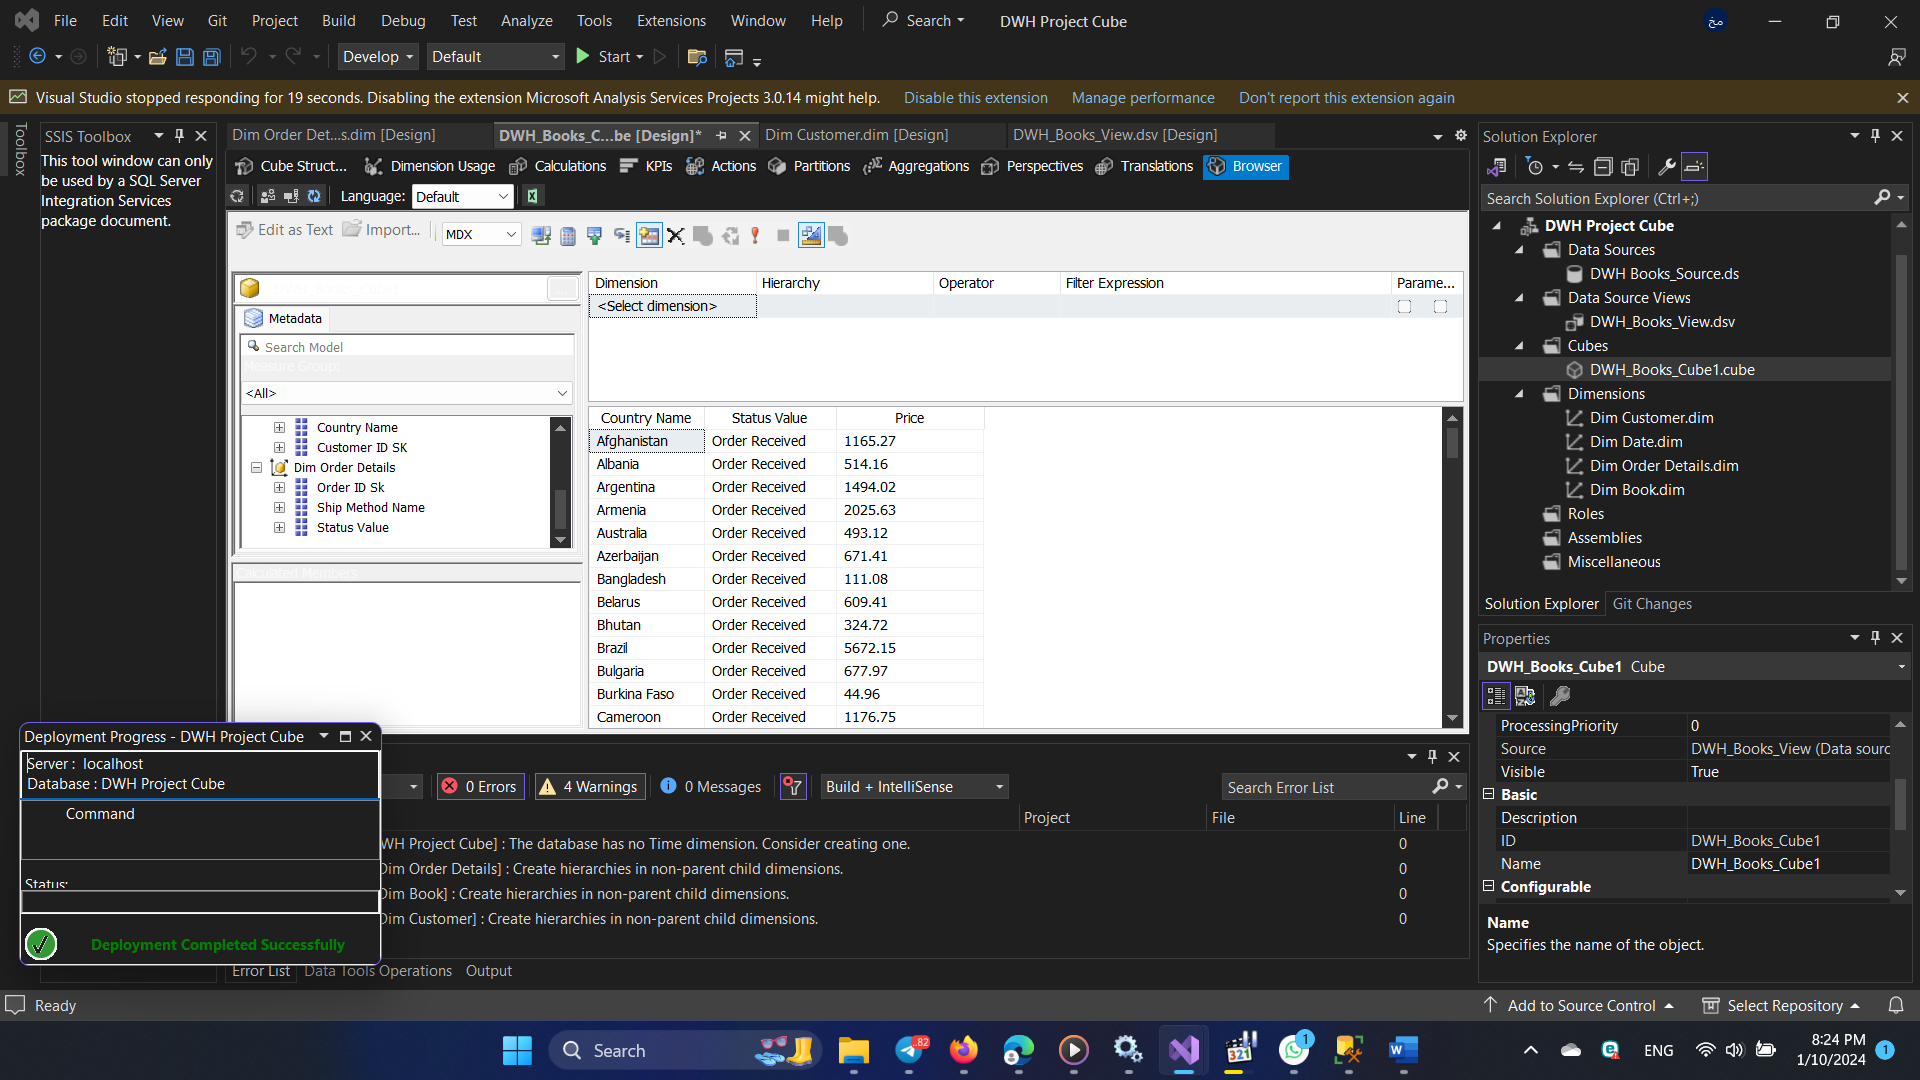 File Edit View Git Project Build Debug Test Analyze Tools Extensions Window Help Search DWH Project Cube مخ
Develop Default Start
Visual Studio stopped responding for 19 seconds. Disabling the extension Microsoft Analysis Services Projects 3.0.14 might help. Disable this extension Manage performance Don't report this extension again
Toolbox
SSIS Toolbox
This tool window can only
be used by a SQL Server
Integration Services
package document.
Dim Order Det...s.dim [Design] DWH_Books_C...be [Design]* Dim Customer.dim [Design] DWH_Books_View.dsv [Design]
Cube Struct... Dimension Usage Calculations KPIs Actions Partitions Aggregations Perspectives Translations Browser
Language: Default
Edit as Text Import... MDX
Metadata
Search Model
Measure Group:
<All>
Country Name
Customer ID SK
Dim Order Details
Order ID Sk
Ship Method Name
Status Value
Calculated Members
Dimension Hierarchy Operator Filter Expression Parame...
<Select dimension>
Country Name Status Value Price
Afghanistan Order Received 1165.27
Albania Order Received 514.16
Argentina Order Received 1494.02
Armenia Order Received 2025.63
Australia Order Received 493.12
Azerbaijan Order Received 671.41
Bangladesh Order Received 111.08
Belarus Order Received 609.41
Bhutan Order Received 324.72
Brazil Order Received 5672.15
Bulgaria Order Received 677.97
Burkina Faso Order Received 44.96
Cameroon Order Received 1176.75
Deployment Progress - DWH Project Cube
Server : localhost
Database : DWH Project Cube
Command
Status:
Deployment Completed Successfully
0 Errors 4 Warnings 0 Messages Build + IntelliSense Search Error List
Project File Line
WH Project Cube] : The database has no Time dimension. Consider creating one. 0
Dim Order Details] : Create hierarchies in non-parent child dimensions. 0
Dim Book] : Create hierarchies in non-parent child dimensions. 0
Dim Customer] : Create hierarchies in non-parent child dimensions. 0
Error List Data Tools Operations Output
Solution Explorer
Search Solution Explorer (Ctrl+;)
DWH Project Cube
Data Sources
DWH Books_Source.ds
Data Source Views
DWH_Books_View.dsv
Cubes
DWH_Books_Cube1.cube
Dimensions
Dim Customer.dim
Dim Date.dim
Dim Order Details.dim
Dim Book.dim
Roles
Assemblies
Miscellaneous
Solution Explorer Git Changes
Properties
DWH_Books_Cube1 Cube
ProcessingPriority 0
Source DWH_Books_View (Data sourc
Visible True
Basic
Description
ID DWH_Books_Cube1
Name DWH_Books_Cube1
Configurable
Name
Specifies the name of the object.
Ready Add to Source Control Select Repository
Search 82 321 1 ENG 8:24 PM 1
1/10/2024